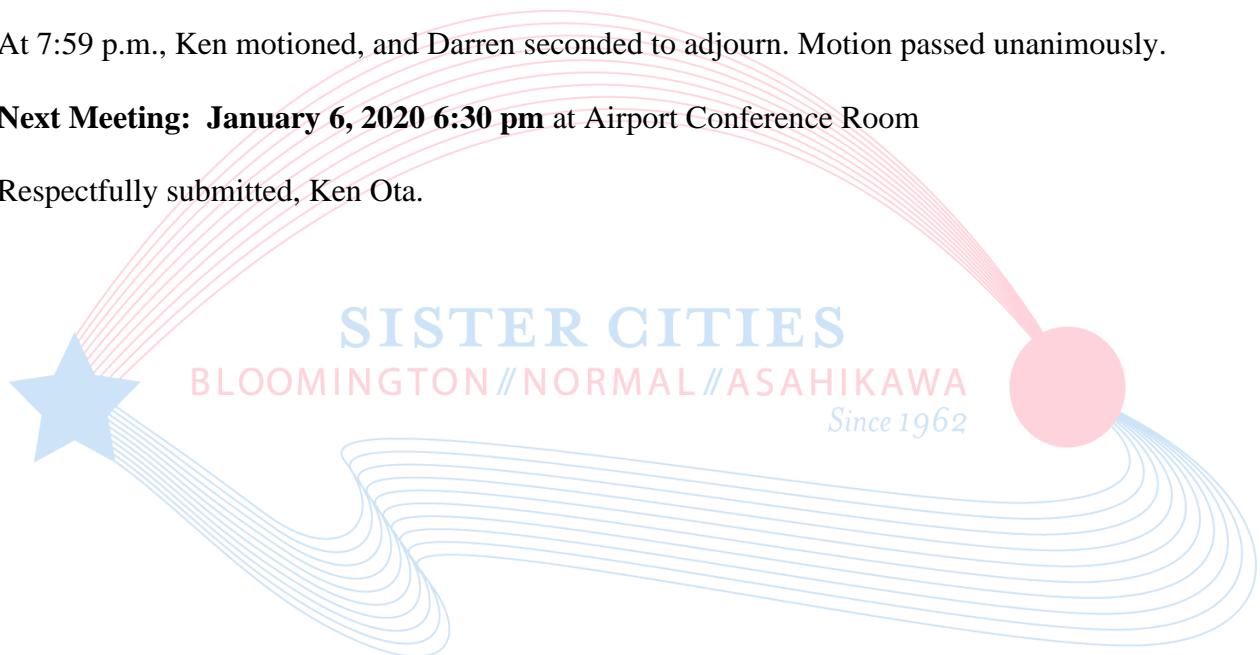 At 7:59 p.m., Ken motioned, and Darren seconded to adjourn. Motion passed unanimously.
Next Meeting:  January 6, 2020 6:30 pm at Airport Conference Room
Respectfully submitted, Ken Ota.
SISTER CITIES
BLOOMINGTON//NORMAL//ASAHIKAWA
Since 1962